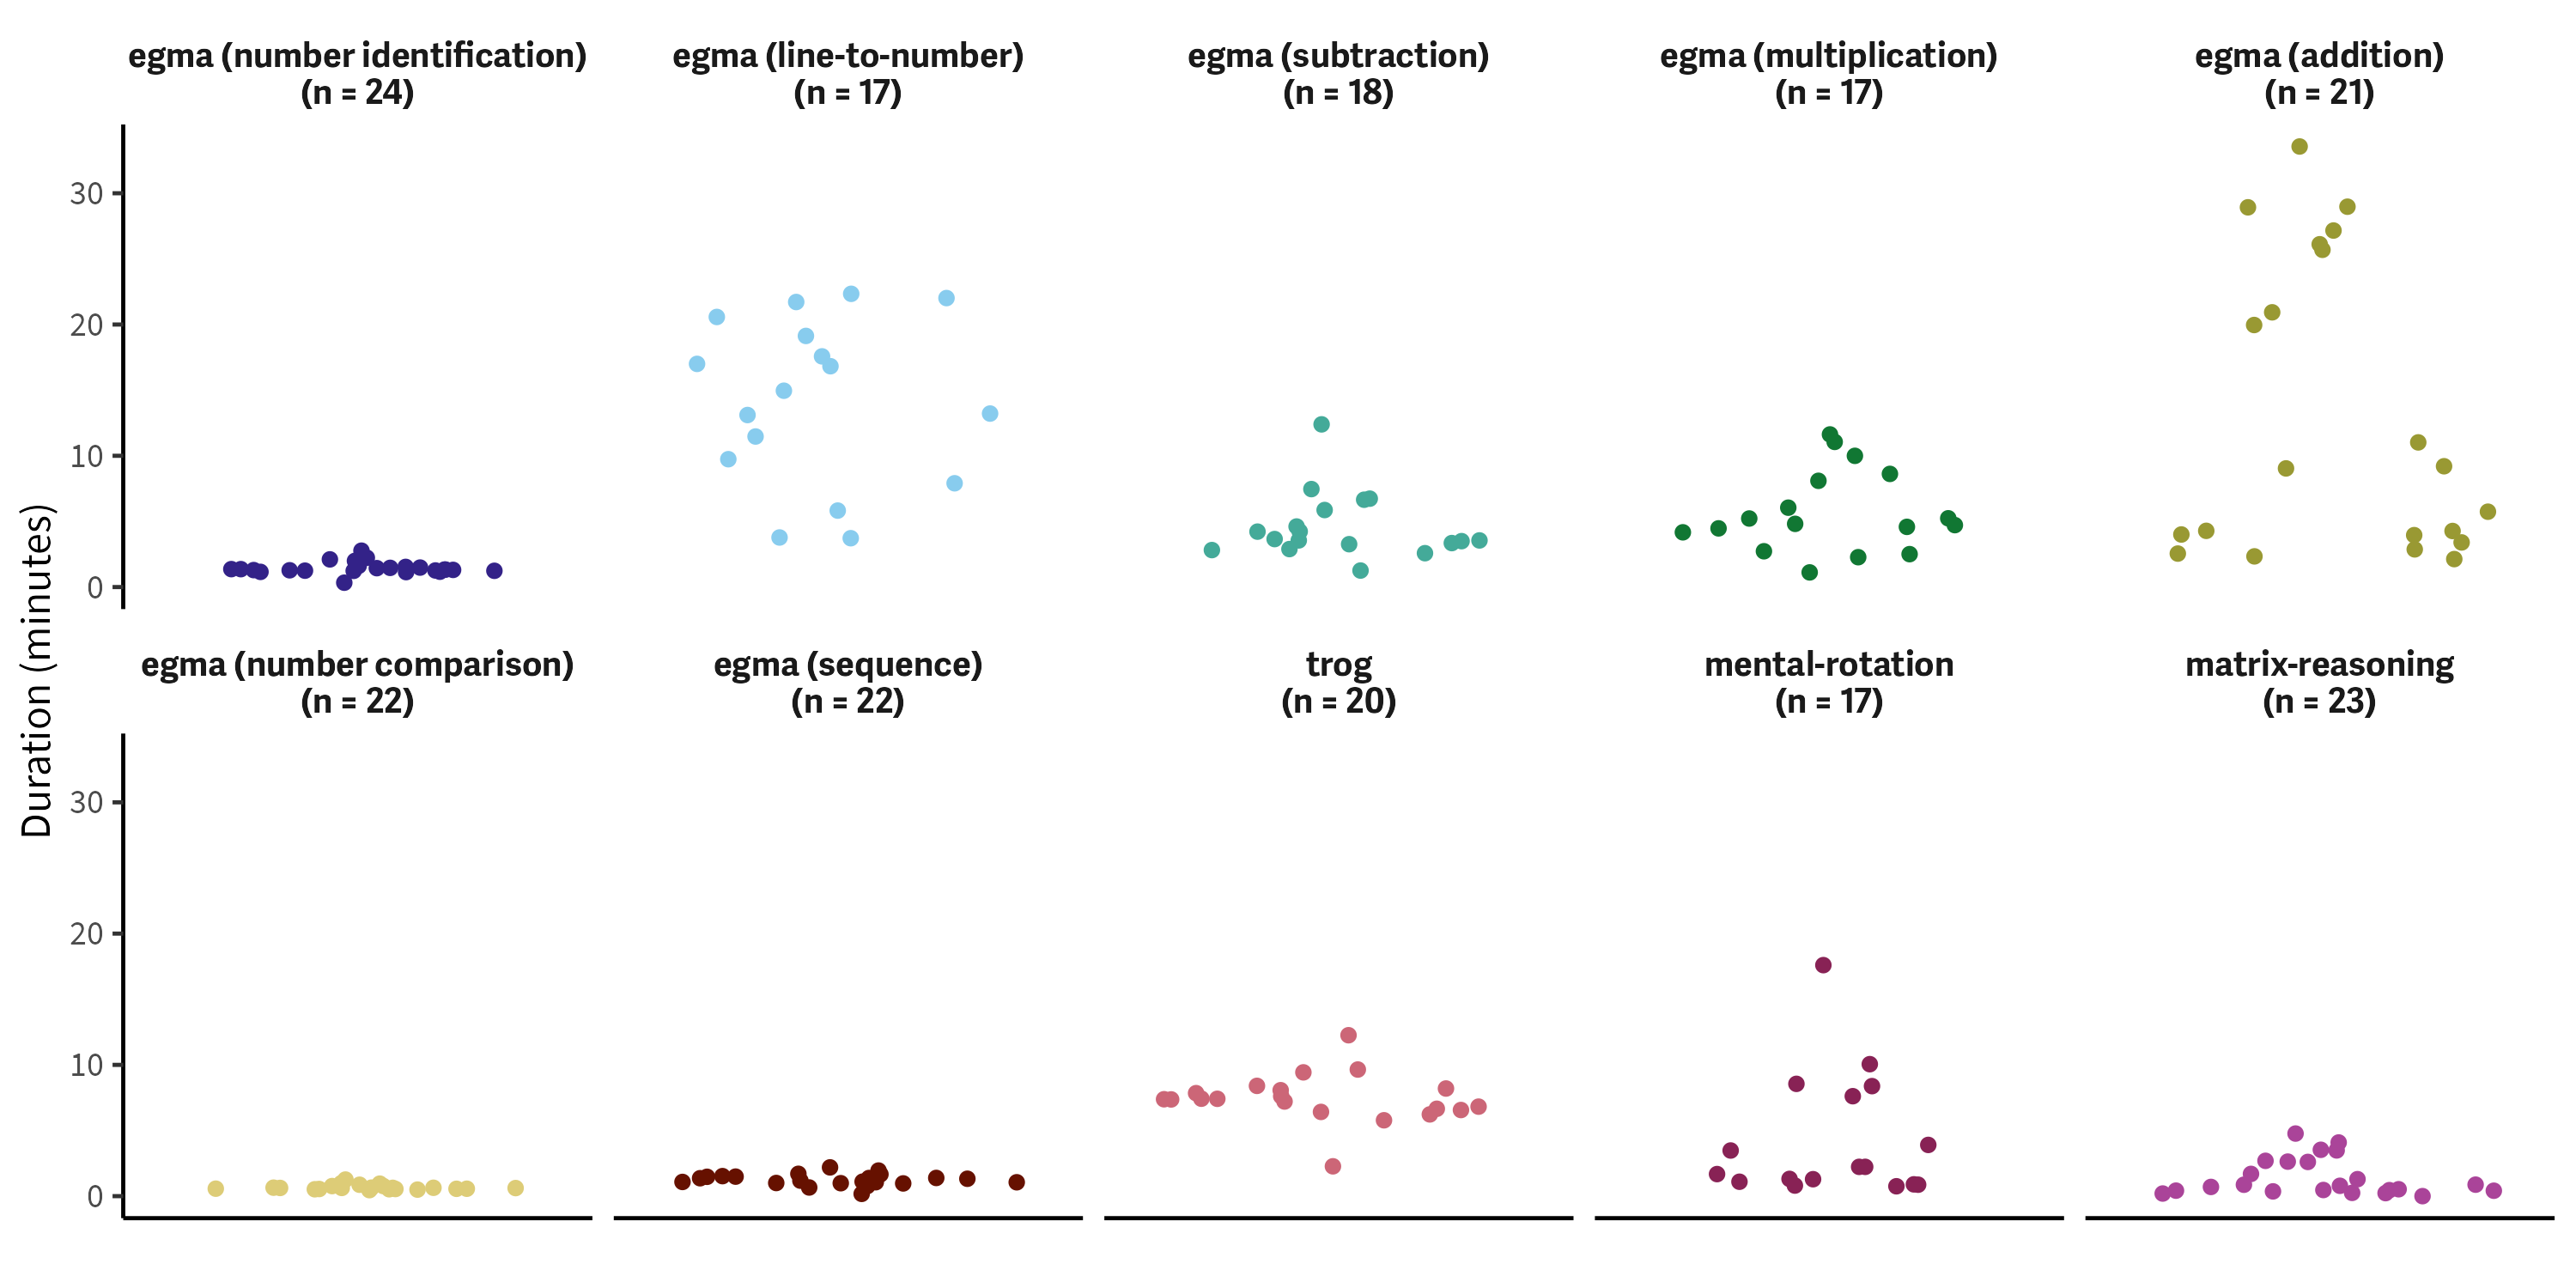 egma (number identification)
(n = 24)
egma (line-to-number)
(n = 17)
egma (subtraction)
(n = 18)
egma (multiplication)
(n = 17)
egma (addition)
(n = 21)
30
20
10
0
Duration (minutes)
egma (number comparison)
(n = 22)
egma (sequence)
(n = 22)
trog
(n = 20)
mental-rotation
(n = 17)
matrix-reasoning
(n = 23)
30
20
10
0